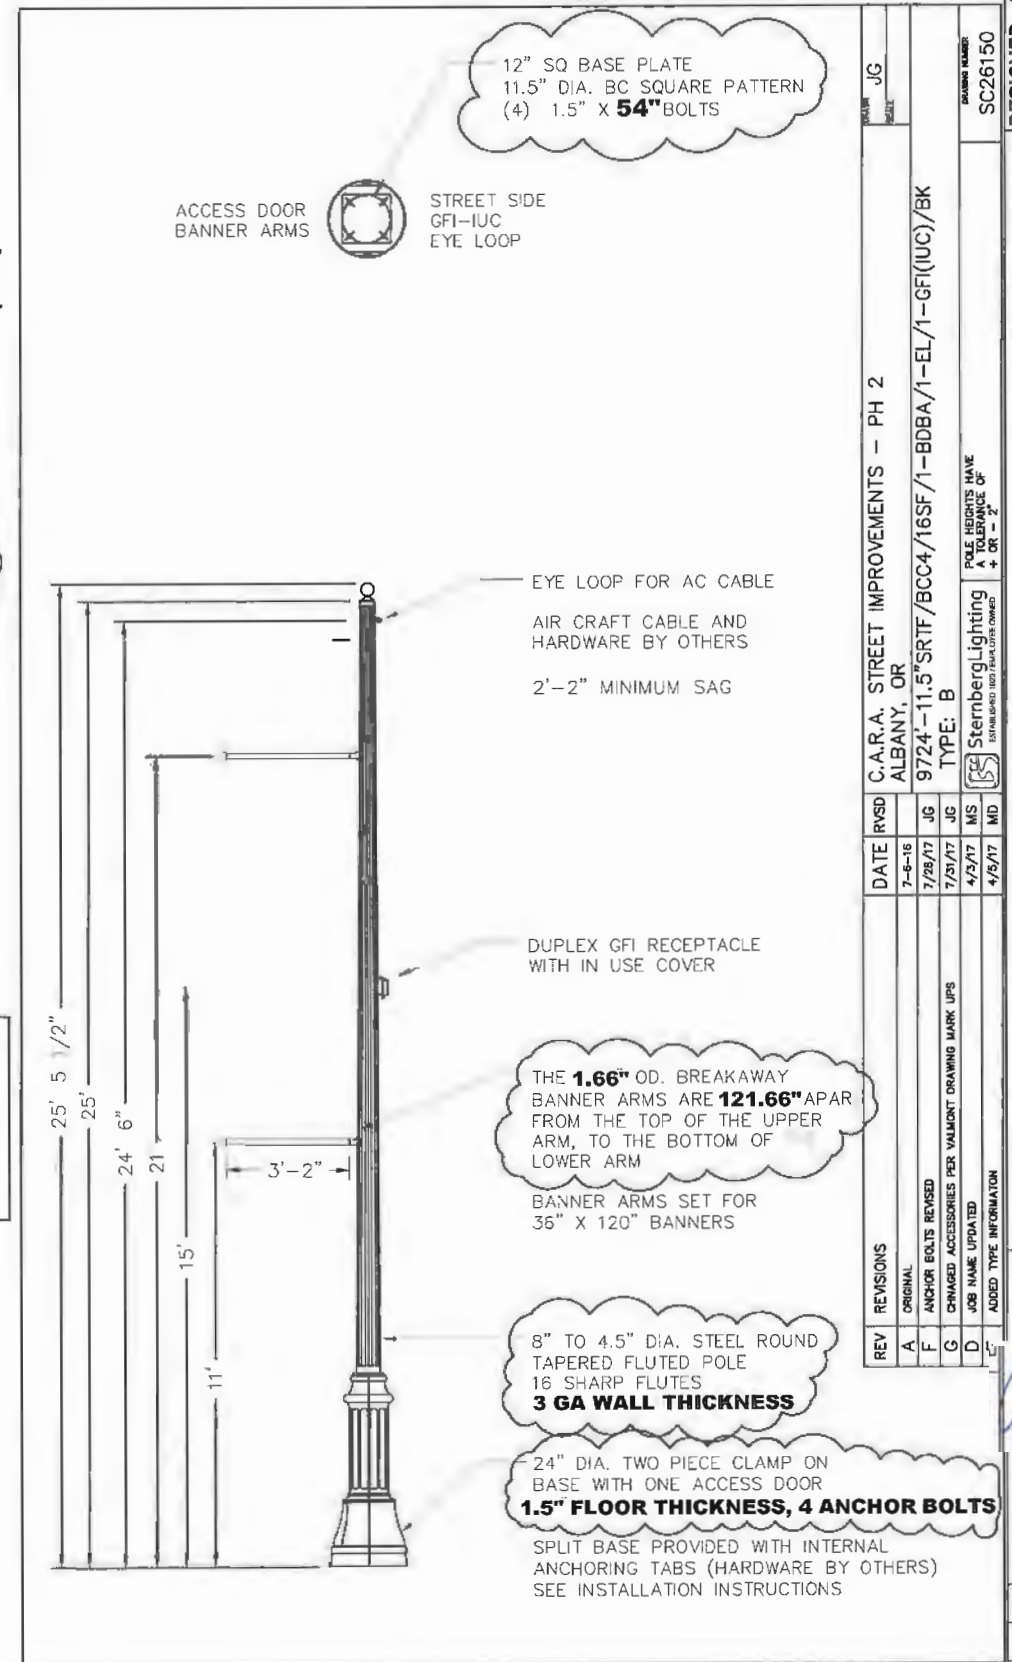 12" SQ BASE PLATE
11.5" DIA. BC SQUARE PATTERN
(4) 1.5" X 54" BOLTS
ACCESS DOOR
BANNER ARMS
STREET SIDE
GFI-IUC
EYE LOOP
EYE LOOP FOR AC CABLE
AIR CRAFT CABLE AND
HARDWARE BY OTHERS
2'-2" MINIMUM SAG
DUPLEX GFI RECEPTACLE
WITH IN USE COVER
25' 5 1/2"
25'
24' 6"
21
15'
11'
3'-2"
THE 1.66" OD. BREAKAWAY
BANNER ARMS ARE 121.66" APAR
FROM THE TOP OF THE UPPER
ARM, TO THE BOTTOM OF
LOWER ARM
BANNER ARMS SET FOR
36" X 120" BANNERS
8" TO 4.5" DIA. STEEL ROUND
TAPERED FLUTED POLE
16 SHARP FLUTES
3 GA WALL THICKNESS
24" DIA. TWO PIECE CLAMP ON
BASE WITH ONE ACCESS DOOR
1.5" FLOOR THICKNESS, 4 ANCHOR BOLTS
SPLIT BASE PROVIDED WITH INTERNAL
ANCHORING TABS (HARDWARE BY OTHERS)
SEE INSTALLATION INSTRUCTIONS
REV REVISIONS DATE RVSD
A ORIGINAL 7-6-16
F ANCHOR BOLTS REVISED 7/28/17 JG
G CHNAGED ACCESSORIES PER VALMONT DRAWING MARK UPS 7/31/17 JG
D JOB NAME UPDATED 4/3/17 MS
ADDED TYPE INFORMATON 4/5/17 MD
C.A.R.A. STREET IMPROVEMENTS - PH 2
ALBANY, OR
JG
9724'-11.5"SRTF/BCC4/16SF/1-BDBA/1-EL/1-GFI(IUC)/BK
TYPE: B
SternbergLighting
ESTABLISHED 1923 / EMPLOYEE OWNED
POLE HEIGHTS HAVE
A TOLERANCE OF
+ OR - 2"
DRAWING NUMBER
SC26150
DESIGNED